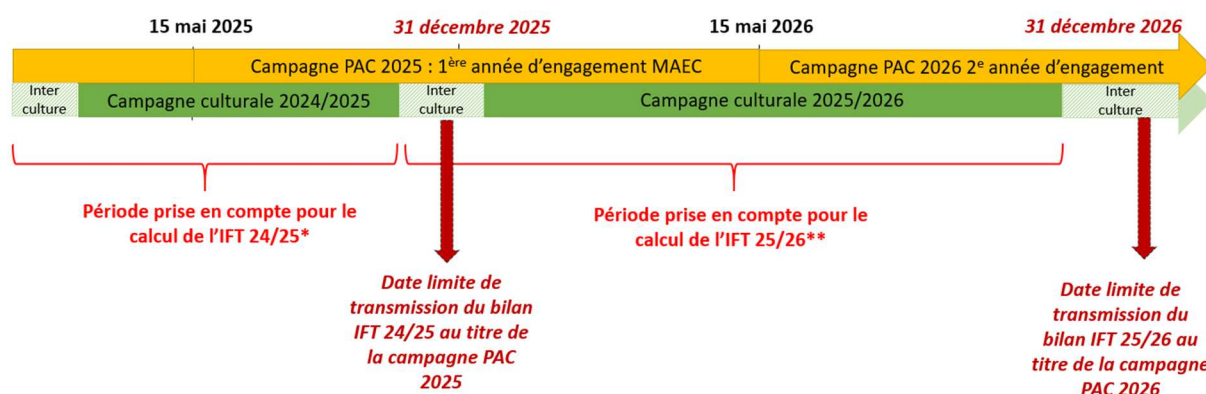 15 mai 2025
31 décembre 2025
15 mai 2026
31 décembre 2026
Campagne PAC 2025 : 1ère année d’engagement MAEC
Campagne PAC 2026 2e année d’engagement
Inter
culture
Campagne culturale 2024/2025
Inter
culture
Campagne culturale 2025/2026
Inter
culture
Période prise en compte pour le
calcul de l’IFT 24/25*
Période prise en compte pour le
calcul de l’IFT 25/26**
Date limite de
transmission du bilan
IFT 24/25 au titre de
la campagne PAC
2025
Date limite de
transmission du
bilan IFT 25/26 au
titre de la campagne
PAC 2026